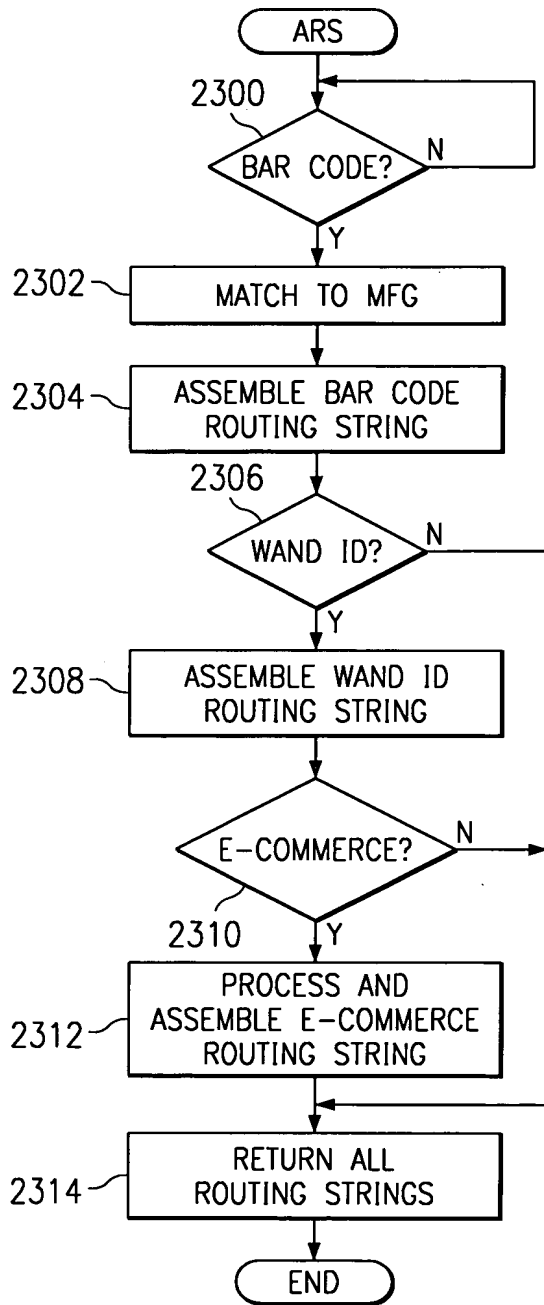 ARS
2300
BAR CODE?
N
Y
2302
MATCH TO MFG
2304
ASSEMBLE BAR CODE
ROUTING STRING
2306
WAND ID?
N
Y
2308
ASSEMBLE WAND ID
ROUTING STRING
E-COMMERCE?
N
2310
Y
2312
PROCESS AND
ASSEMBLE E-COMMERCE
ROUTING STRING
2314
RETURN ALL
ROUTING STRINGS
END